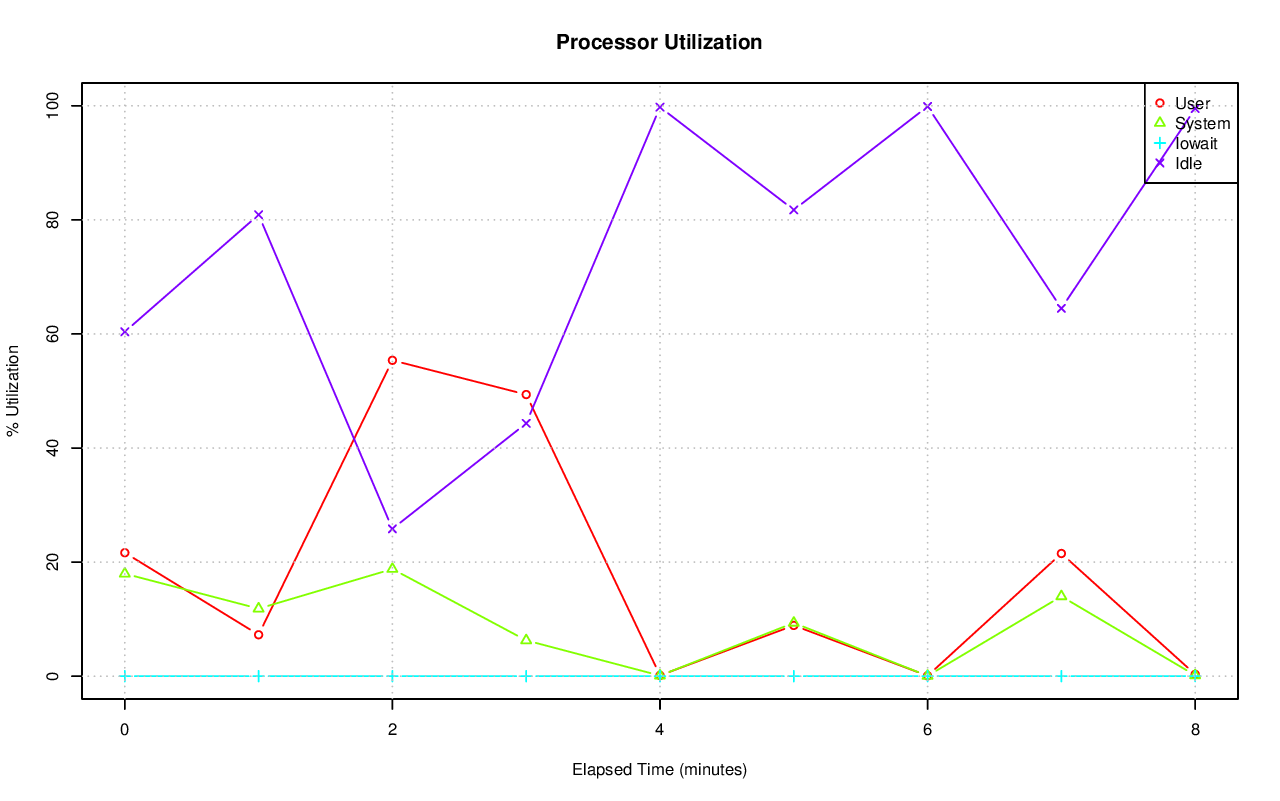 Processor Utilization
100
80
60
40
20
0
% Utilization
User
System
Iowait
Idle
0 2 4 6 8
Elapsed Time (minutes)